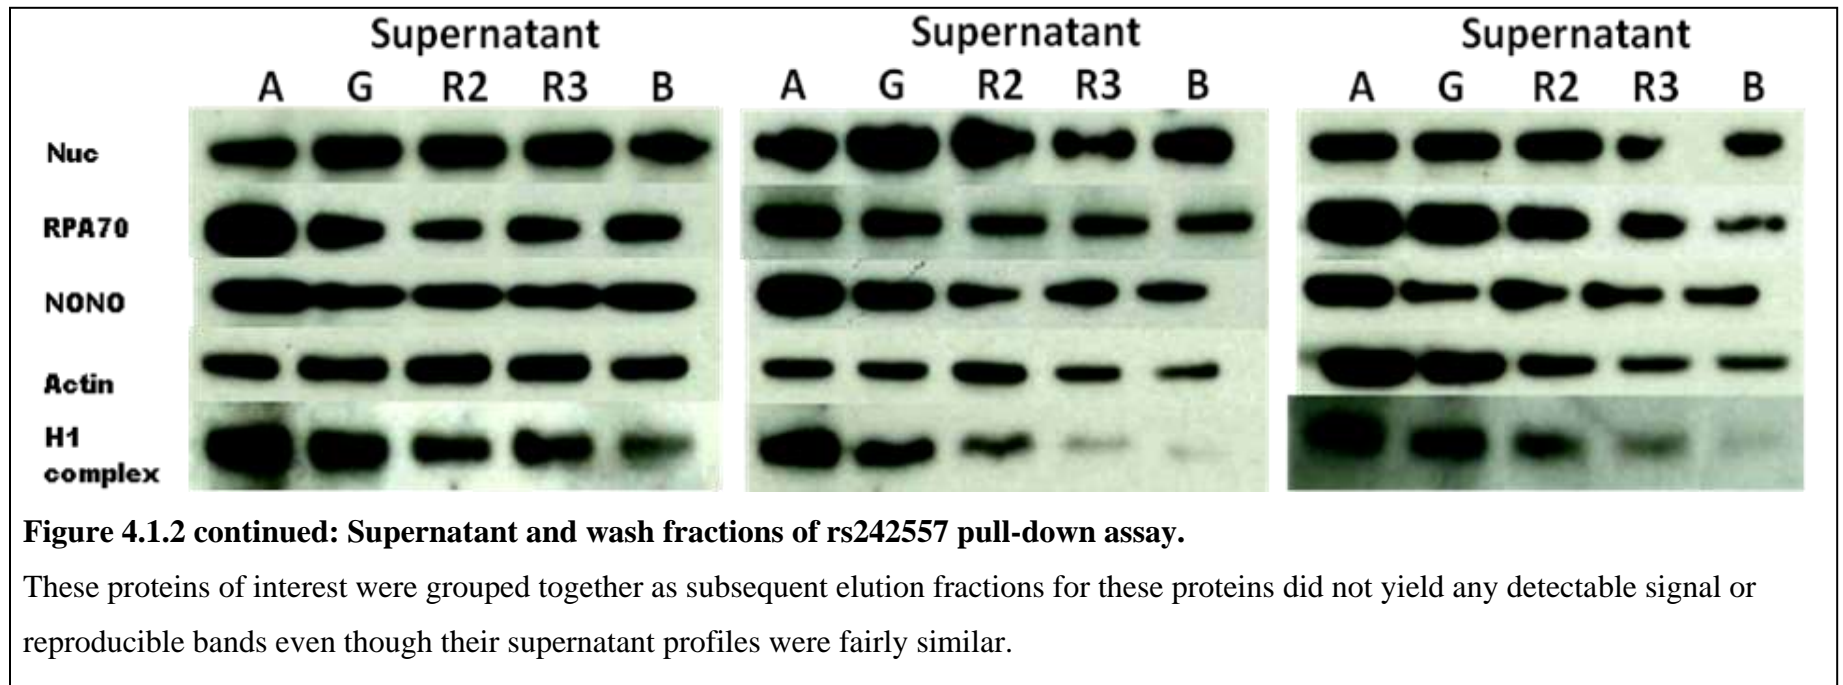 Supernatant Supernatant Supernatant
A G R2 R3 B A G R2 R3 B A G R2 R3 B
Nuc
RPA70
NONO
Actin
H1
complex
Figure 4.1.2 continued: Supernatant and wash fractions of rs242557 pull-down assay.
These proteins of interest were grouped together as subsequent elution fractions for these proteins did not yield any detectable signal or
reproducible bands even though their supernatant profiles were fairly similar.